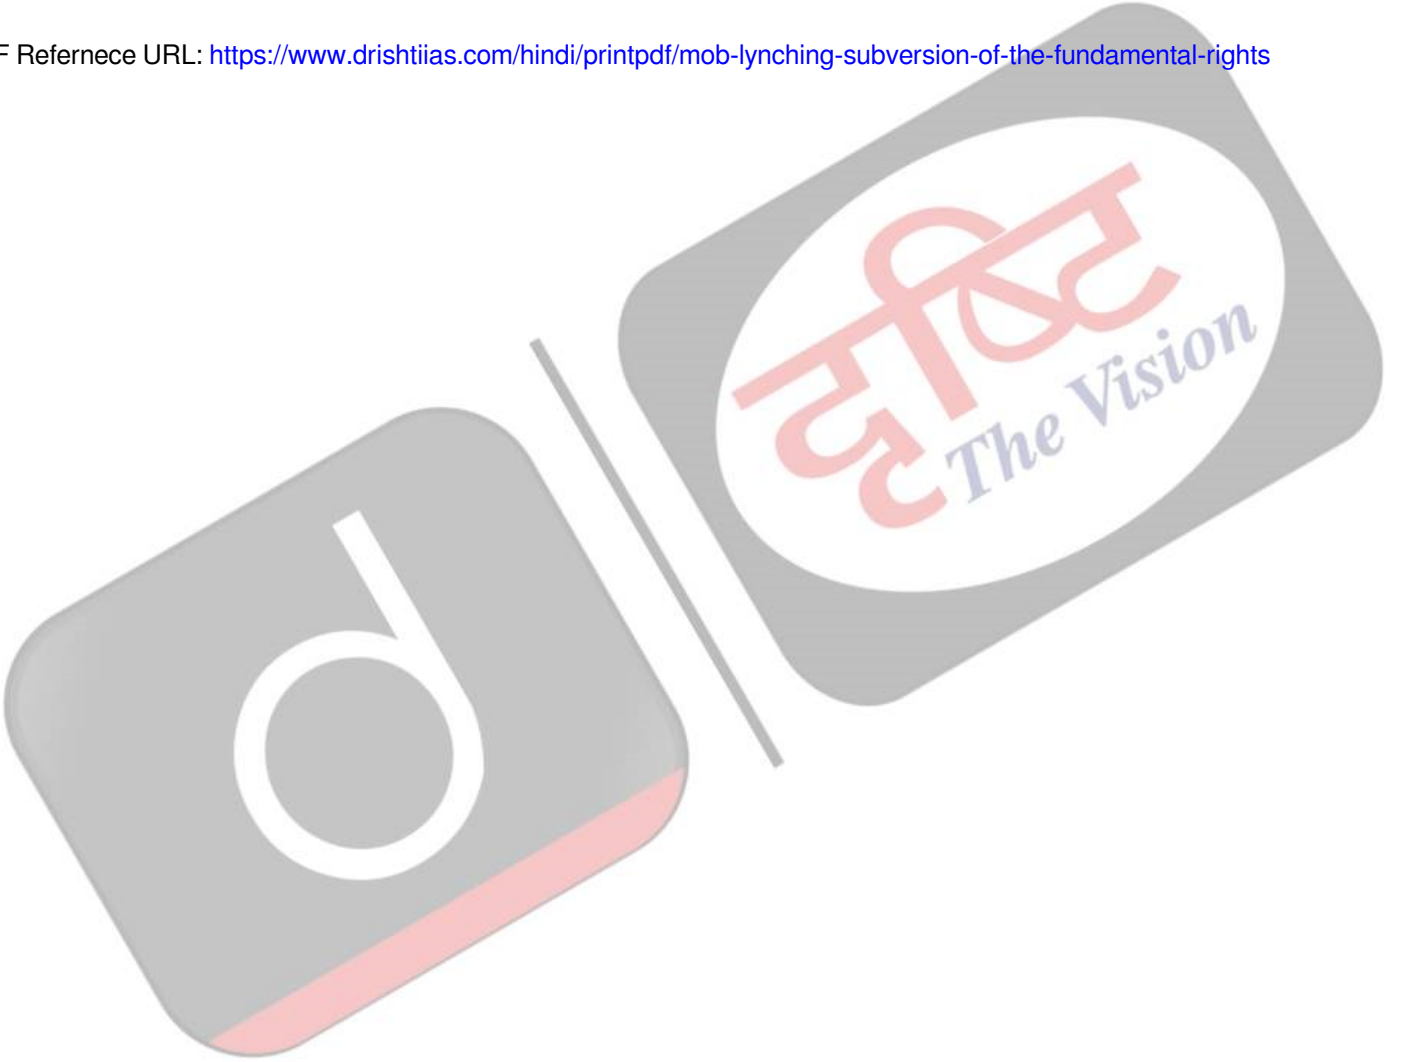 F Refernece URL: https://www.drishtiias.com/hindi/printpdf/mob-lynching-subversion-of-the-fundamental-rights
दृष्टि
The Vision
d